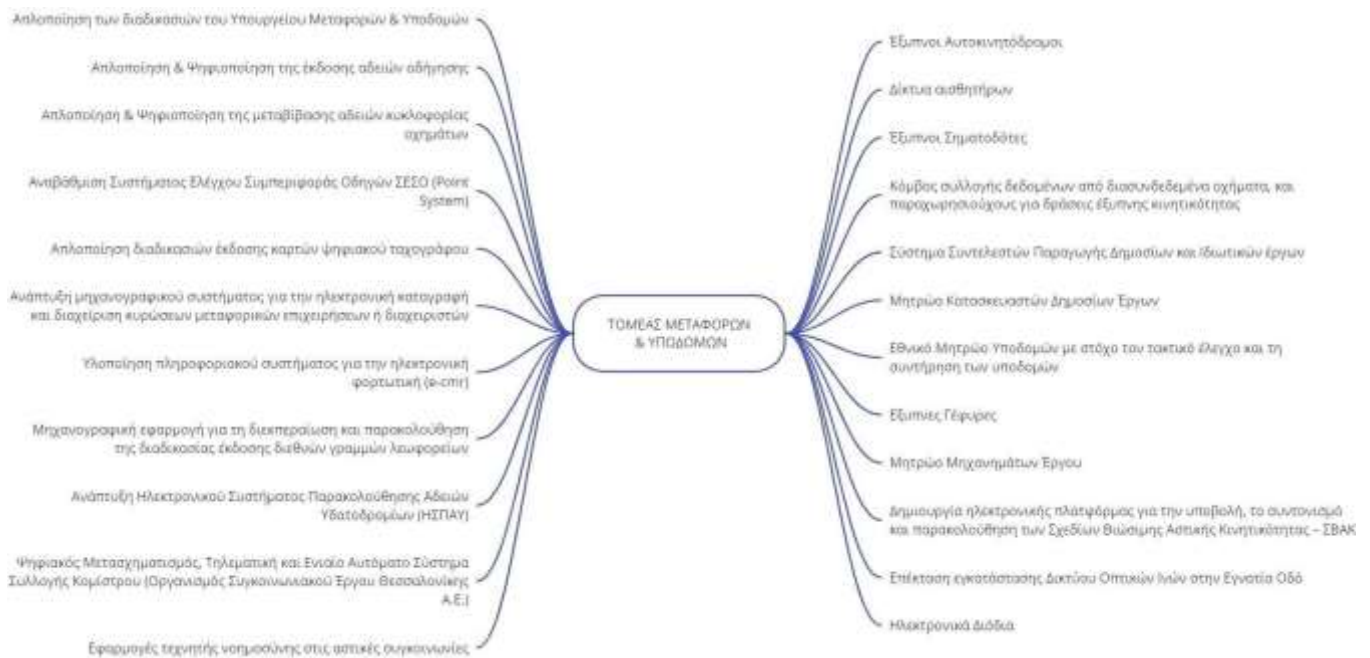 Απλοποίηση των διαδικασιών του Υπουργείου Μεταφορών & Υποδομών
Απλοποίηση & Ψηφιοποίηση της έκδοσης αδειών οδήγησης
Απλοποίηση & Ψηφιοποίηση της μεταβίβασης αδειών κυκλοφορίας
οχημάτων
Αναβάθμιση Συστήματος Ελέγχου Συμπεριφοράς Οδηγών ΣΕΣΟ (Point
System)
Απλοποίηση διαδικασιών έκδοσης καρτών ψηφιακού ταχογράφου
Ανάπτυξη μηχανογραφικού συστήματος για την ηλεκτρονική καταγραφή
και διαχείριση κυρώσεων μεταφορικών επιχειρήσεων ή διαχειριστών
Υλοποίηση πληροφοριακού συστήματος για την ηλεκτρονική
φορτωτική (e-cmr)
Μηχανογραφική εφαρμογή για τη διεκπεραίωση και παρακολούθηση
της διαδικασίας έκδοσης διεθνών γραμμών λεωφορείων
Ανάπτυξη Ηλεκτρονικού Συστήματος Παρακολούθησης Αδειών
Υδατοδρομίων (ΗΣΠΑΥ)
Ψηφιακός Μετασχηματισμός, Τηλεματική και Ενιαίο Αυτόματο Σύστημα
Συλλογής Κομίστρου (Οργανισμός Συγκοινωνιακού Έργου Θεσσαλονίκης
Α.Ε.)
Εφαρμογές τεχνητής νοημοσύνης στις αστικές συγκοινωνίες
ΤΟΜΕΑΣ ΜΕΤΑΦΟΡΩΝ
& ΥΠΟΔΟΜΩΝ
Έξυπνοι Αυτοκινητόδρομοι
Δίκτυα αισθητήρων
Έξυπνοι Σηματοδότες
Κόμβος συλλογής δεδομένων από διασυνδεδεμένα οχήματα, και
παραχωρησιούχους για δράσεις έξυπνης κινητικότητας
Σύστημα Συντελεστών Παραγωγής Δημοσίων και Ιδιωτικών έργων
Μητρώο Κατασκευαστών Δημοσίων Έργων
Εθνικό Μητρώο Υποδομών με στόχο τον τακτικό έλεγχο και τη
συντήρηση των υποδομών
Έξυπνες Γέφυρες
Μητρώο Μηχανημάτων Έργου
Δημιουργία ηλεκτρονικής πλατφόρμας για την υποβολή, το συντονισμό
και παρακολούθηση των Σχεδίων Βιώσιμης Αστικής Κινητικότητας – ΣΒΑΚ
Επέκταση εγκατάστασης Δικτύου Οπτικών Ινών στην Εγνατία Οδό
Ηλεκτρονικά Διόδια